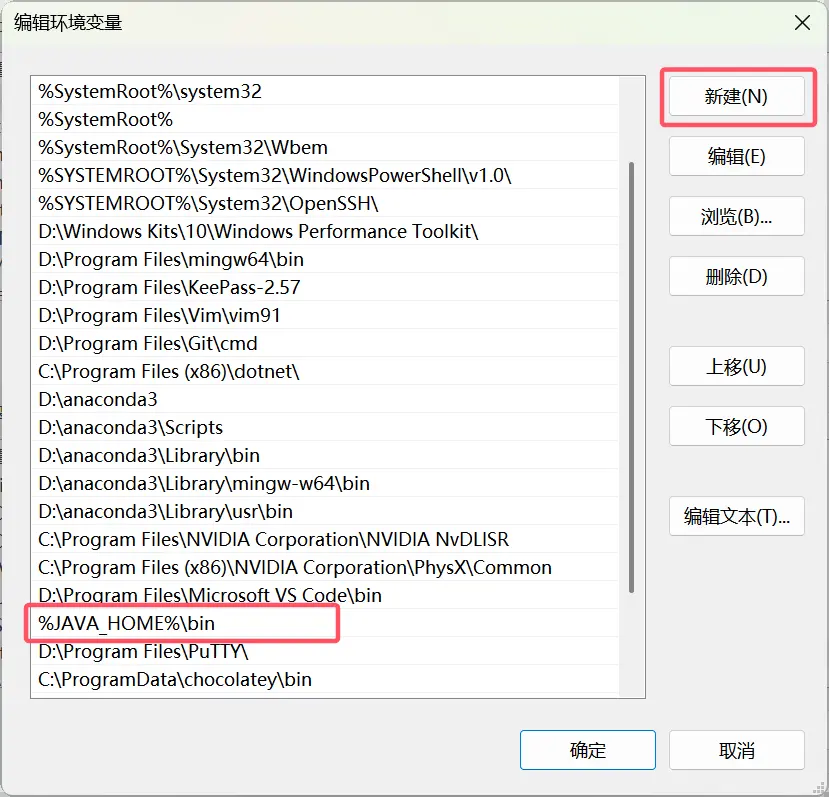 编辑环境变量
%SystemRoot%\system32
新建(N)
%SystemRoot%
%SystemRoot%\System32\Wbem
编辑(E)
%SYSTEMROOT%\System32\WindowsPowerShell\v1.0\
%SYSTEMROOT%\System32\OpenSSH\
浏览(B)...
D:\Windows Kits\10\Windows Performance Toolkit\
D:\Program Files\mingw64\bin
删除(D)
D:\Program Files\KeePass-2.57
D:\Program Files\Vim\vim91
D:\Program Files\Git\cmd
上移(U)
C:\Program Files (x86)\dotnet\
D:\anaconda3
下移(O)
D:\anaconda3\Scripts
D:\anaconda3\Library\bin
D:\anaconda3\Library\mingw-w64\bin
D:\anaconda3\Library\usr\bin
编辑文本(T)...
C:\Program Files\NVIDIA Corporation\NVIDIA NvDLISR
C:\Program Files (x86)\NVIDIA Corporation\PhysX\Common
D:\Program Files\Microsoft VS Code\bin
%JAVA_HOME%\bin
D:\Program Files\PuTTY\
C:\ProgramData\chocolatey\bin
确定
取消